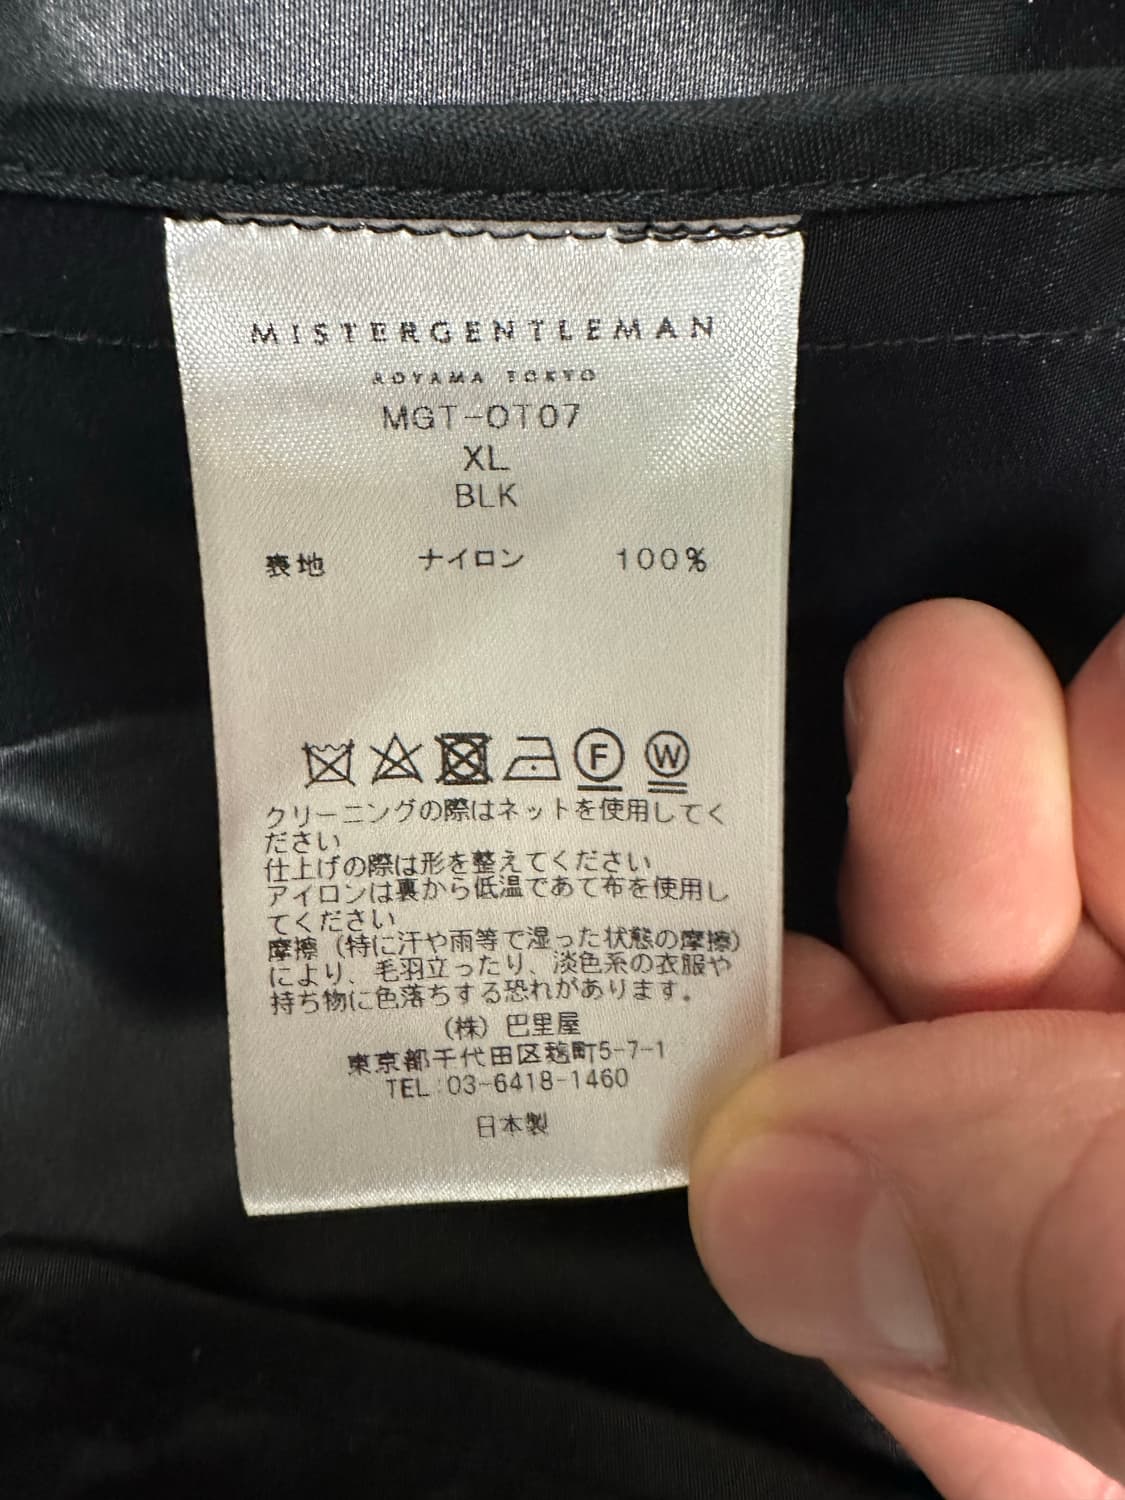 MISTERGENTLEMAN
AOYAMA TOKYO
MGT-OT07
XL
BLK
表地 ナイロン 100%
F W
クリーニングの際はネットを使用してく
ださい
仕上げの際は形を整えてください
アイロンは裏から低温であて布を使用し
てください
摩擦(特に汗や雨等で湿った状態の摩擦)
により、毛羽立ったり、淡色系の衣服や
持ち物に色落ちする恐れがあります。
(株)巴里屋
東京都千代田区麹町5-7-1
TEL:03-6418-1460
日本製